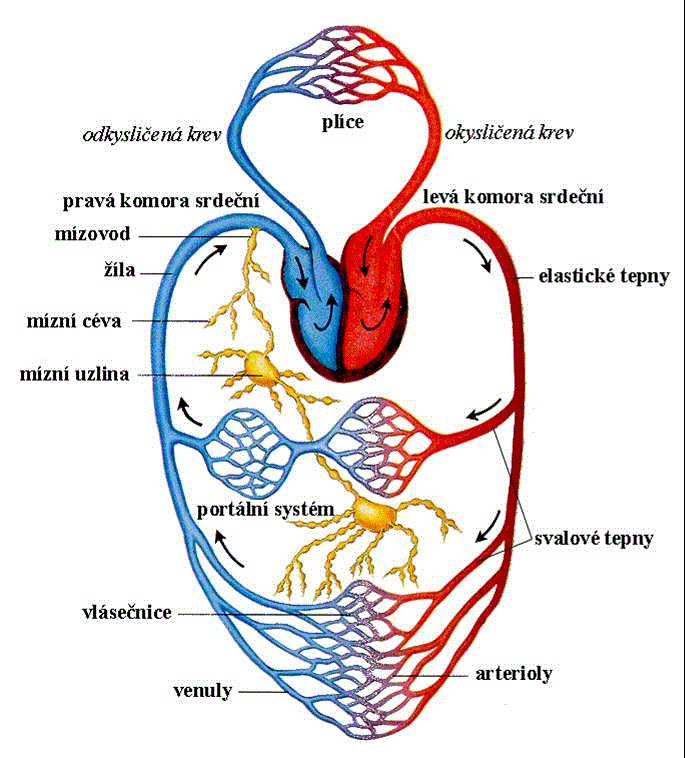 plíce
odkysličená krev
okysličená krev
pravá komora srdeční
levá komora srdeční
mízovod
žíla
elastické tepny
mízní céva
mízní uzlina
portální systém
svalové tepny
vlásečnice
arterioly
venuly